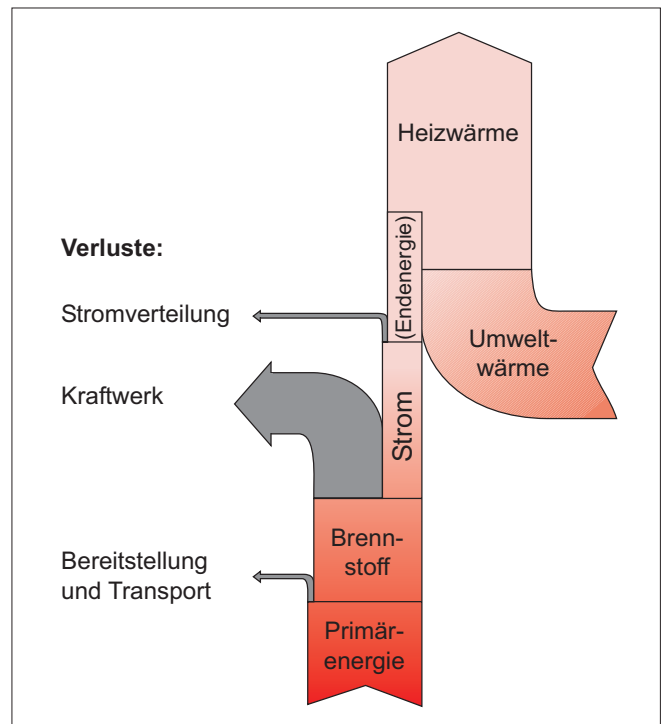 Heizwärme
(Endenergie)
Verluste:
Stromverteilung
Umwelt-
wärme
Kraftwerk
Strom
Brenn-
stoff
Bereitstellung
und Transport
Primär-
energie